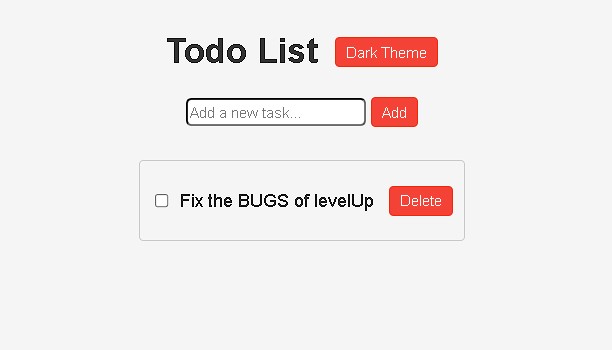 Todo List Dark Theme
Add a new task... Add
Fix the BUGS of levelUp Delete